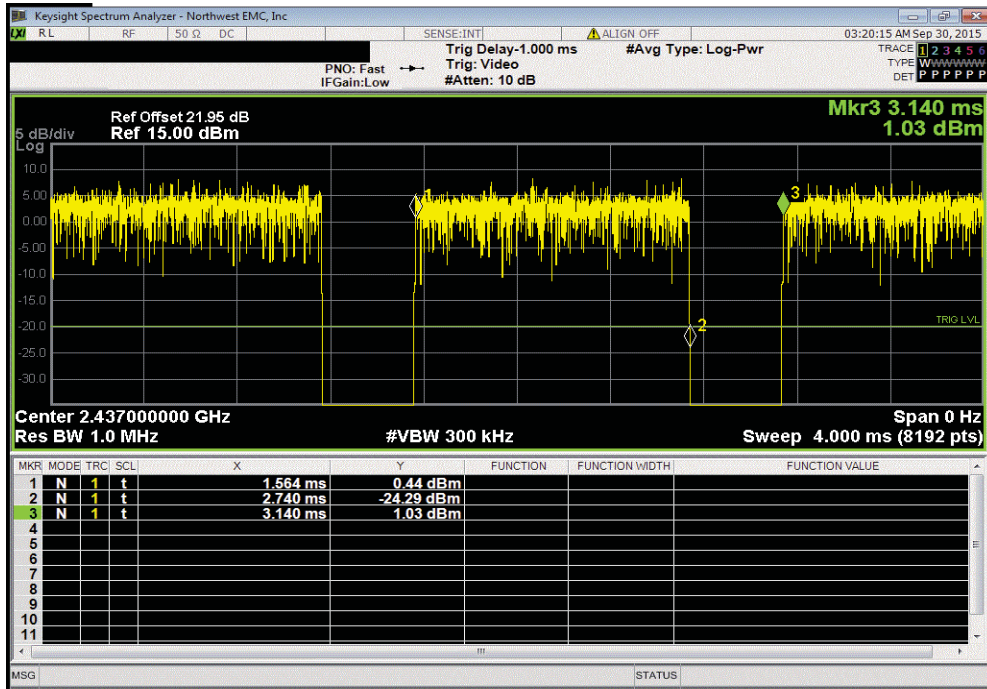 Keysight Spectrum Analyzer - Northwest EMC, Inc
LXI RL RF 50 Ω DC SENSE:INT ALIGN OFF 03:20:15 AM Sep 30, 2015
PNO: Fast
IFGain:Low
Trig Delay-1.000 ms
Trig: Video
#Atten: 10 dB
#Avg Type: Log-Pwr
TRACE 1 2 3 4 5 6
TYPE WWWWWW
DET P P P P P P
Mkr3 3.140 ms
1.03 dBm
Ref Offset 21.95 dB
5 dB/div Ref 15.00 dBm
Log
10.0
5.00
0.00
-5.00
-10.0
-15.0
-20.0
-25.0
-30.0
1
2
3
TRIG LVL
Center 2.437000000 GHz Span 0 Hz
Res BW 1.0 MHz #VBW 300 kHz Sweep 4.000 ms (8192 pts)
MKR MODE TRC SCL X Y FUNCTION FUNCTION WIDTH FUNCTION VALUE
1 N 1 t 1.564 ms 0.44 dBm
2 N 1 t 2.740 ms -24.29 dBm
3 N 1 t 3.140 ms 1.03 dBm
4
5
6
7
8
9
10
11
MSG STATUS